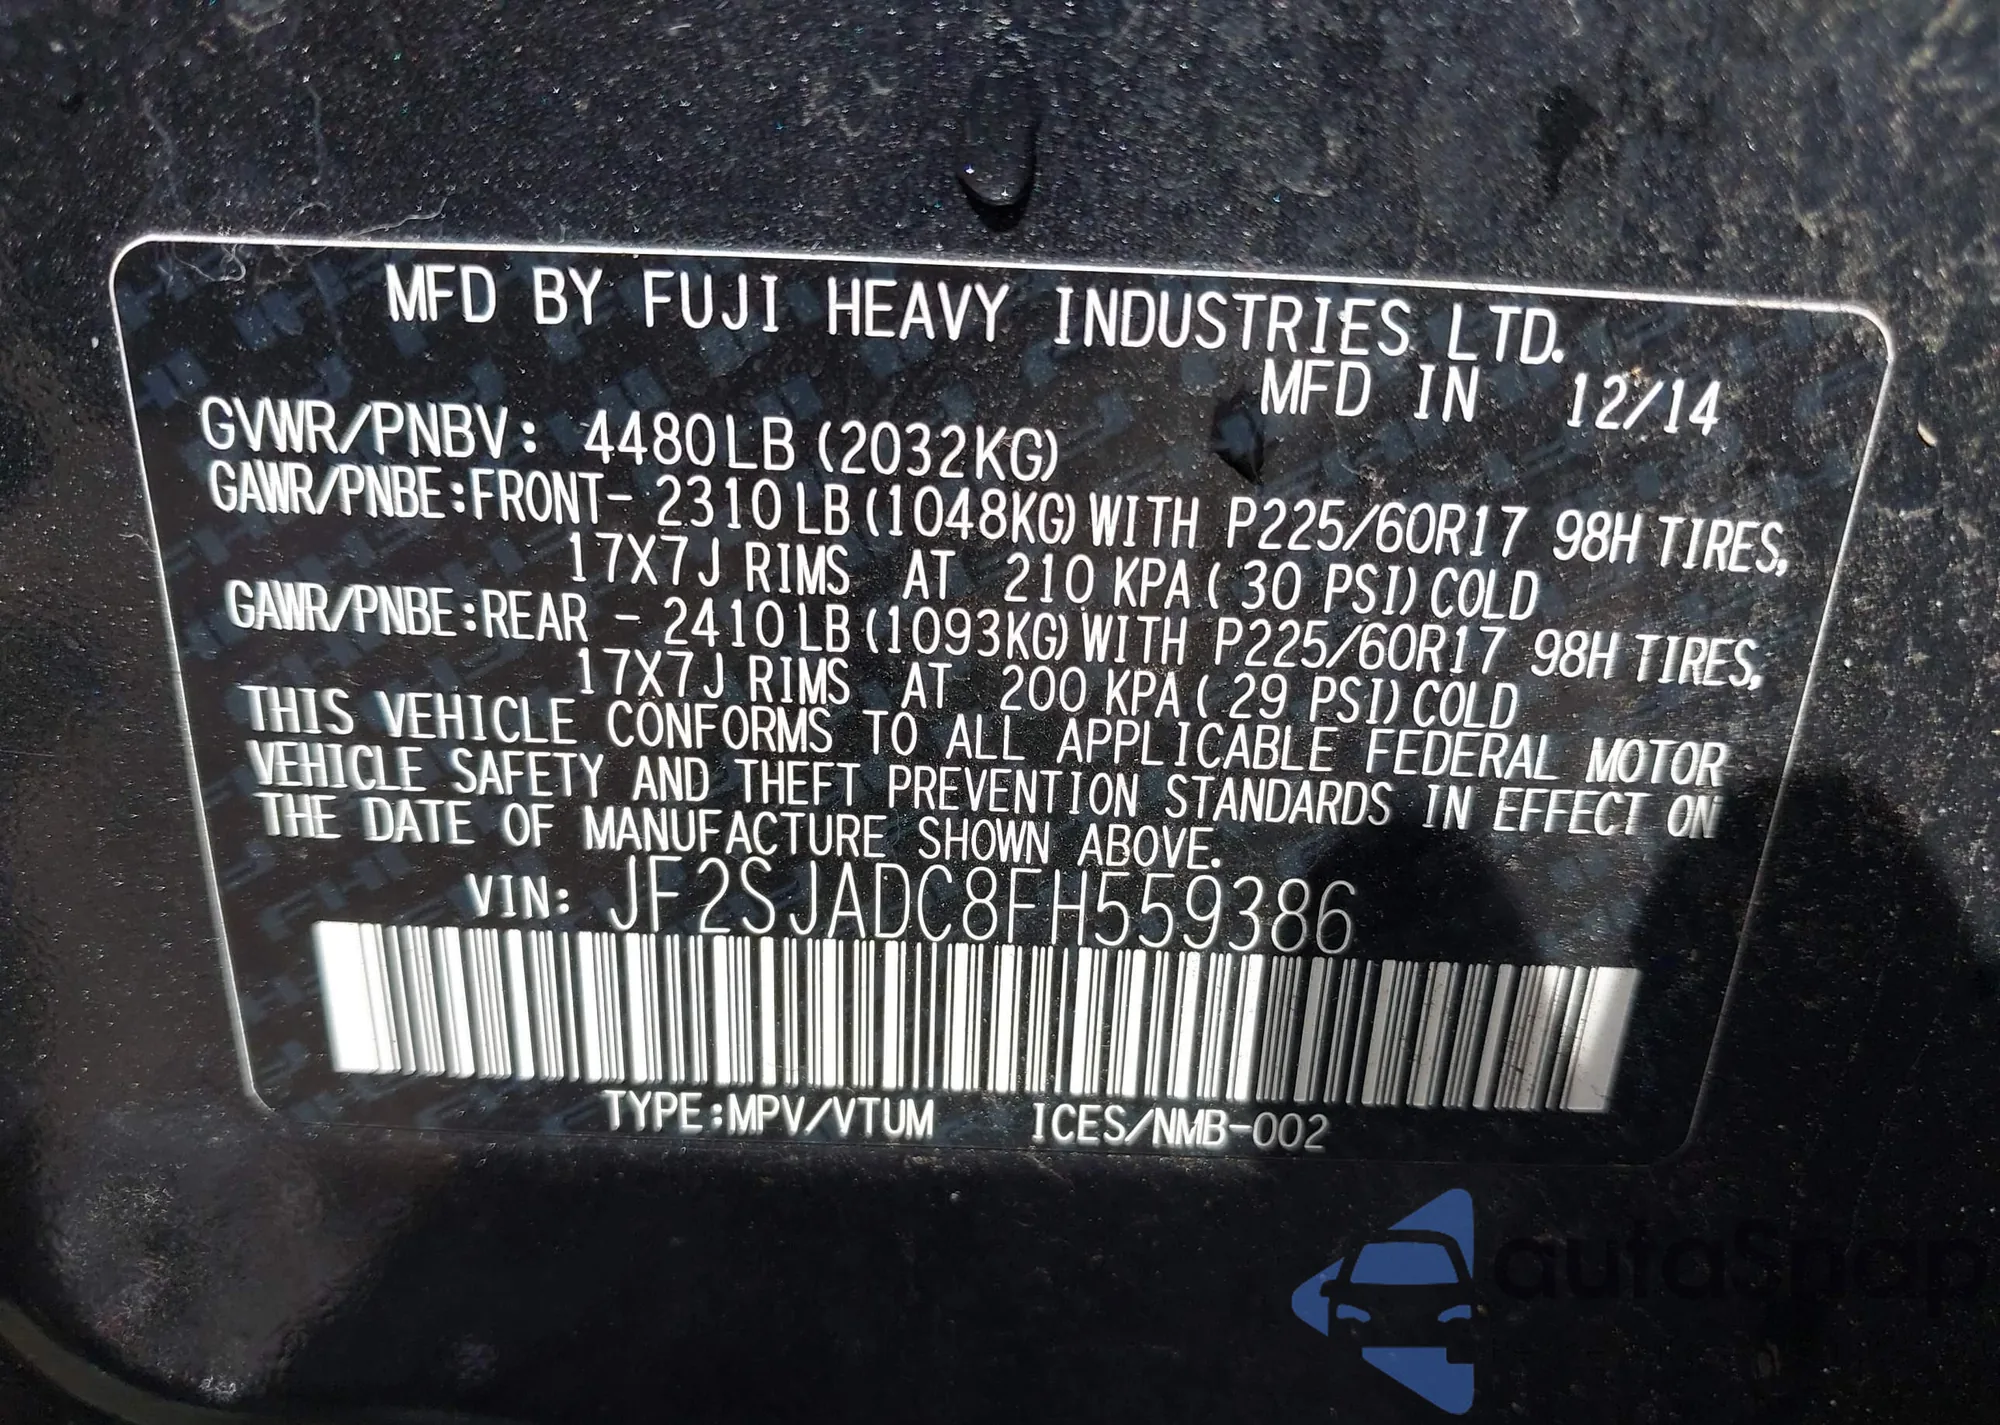 MFD BY FUJI HEAVY INDUSTRIES LTD.
MFD IN 12/14
GVWR/PNBV: 4480LB (2032KG)
GAWR/PNBE:FRONT- 2310LB(1048KG)WITH P225/60R17 98H TIRES,
17X7J RIMS AT 210 KPA( 30 PSI)COLD
GAWR/PNBE:REAR - 2410LB(1093KG)WITH P225/60R17 98H TIRES,
17X7J RIMS AT 200 KPA( 29 PSI)COLD
THIS VEHICLE CONFORMS TO ALL APPLICABLE FEDERAL MOTOR
VEHICLE SAFETY AND THEFT PREVENTION STANDARDS IN EFFECT ON
THE DATE OF MANUFACTURE SHOWN ABOVE.
VIN: JF2SJADC8FH559386
TYPE:MPV/VTUM ICES/NMB-002
autoSnap